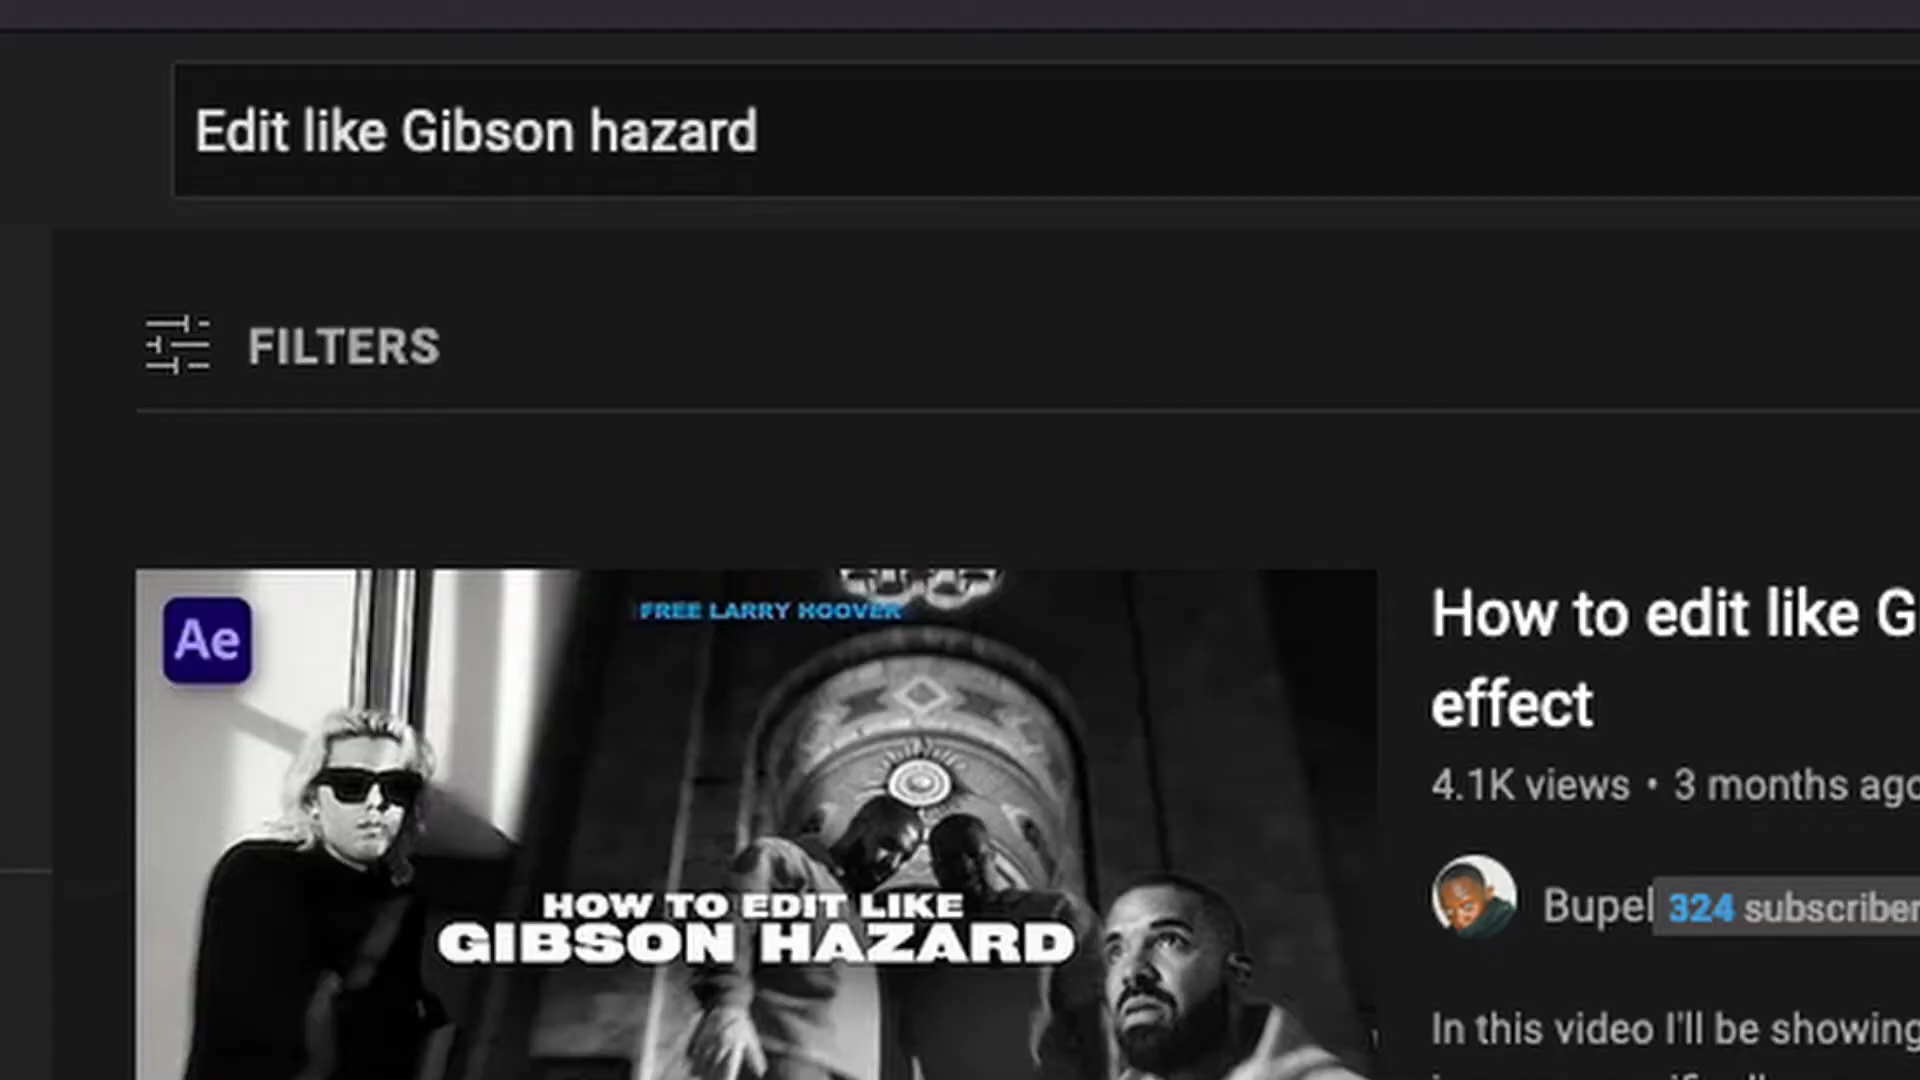 Edit like Gibson hazard
FILTERS
Ae
FREE LARRY HOOVER
HOW TO EDIT LIKE
GIBSON HAZARD
How to edit like G
effect
4.1K views • 3 months ago
Bupel 324 subscriber
In this video I'll be showing